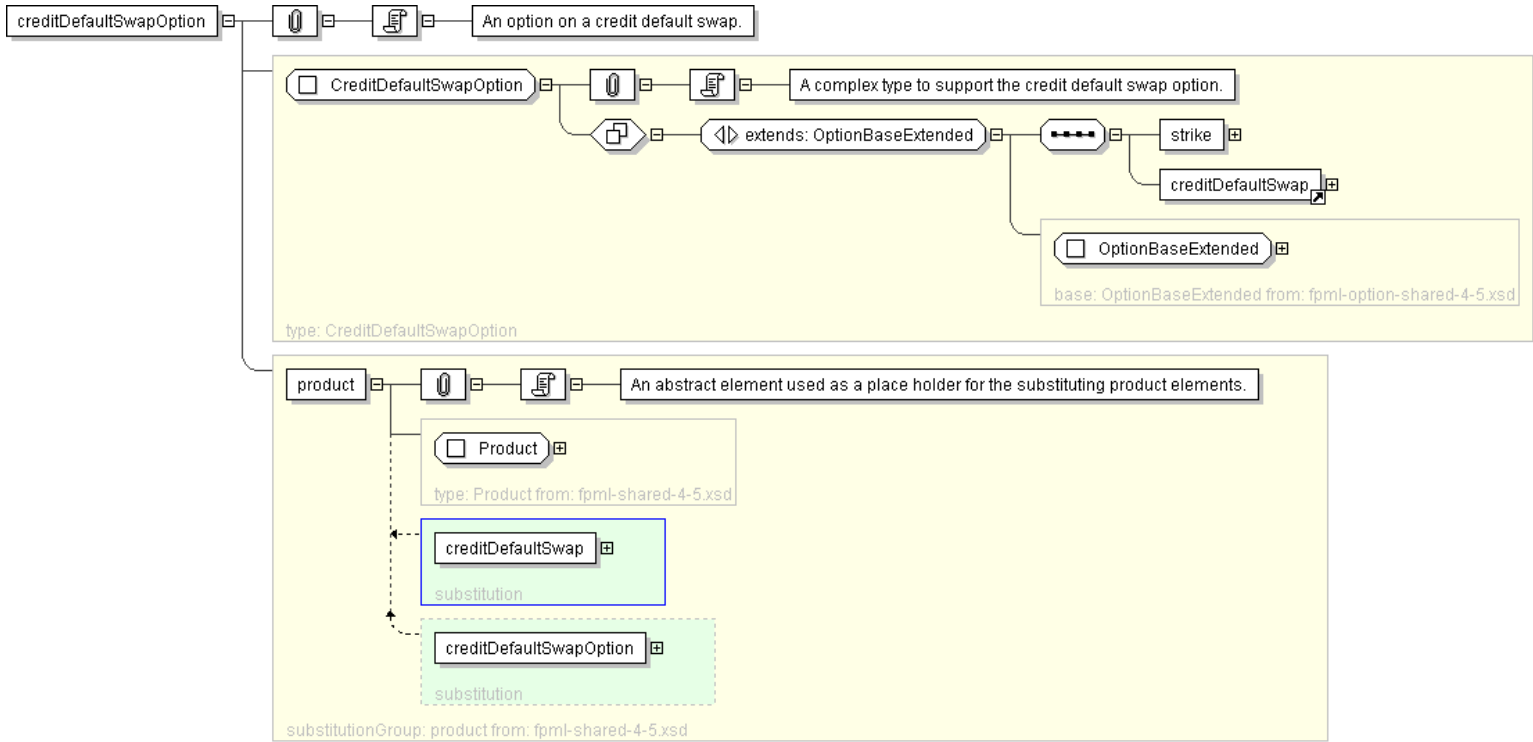 creditDefaultSwapOption
An option on a credit default swap.
CreditDefaultSwapOption
A complex type to support the credit default swap option.
extends: OptionBaseExtended
strike
creditDefaultSwap
OptionBaseExtended
base: OptionBaseExtended from: fpml-option-shared-4-5.xsd
type: CreditDefaultSwapOption
product
An abstract element used as a place holder for the substituting product elements.
Product
type: Product from: fpml-shared-4-5.xsd
creditDefaultSwap
substitution
creditDefaultSwapOption
substitution
substitutionGroup: product from: fpml-shared-4-5.xsd